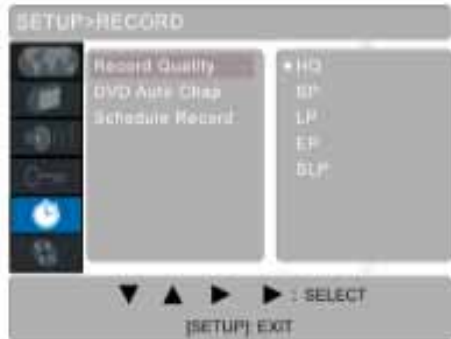 SETUP>RECORD
Record Quality
DVD Auto Chap
Schedule Record
HQ
SP
LP
EP
SLP
▼ ▲ ▶ ▶ : SELECT
[SETUP] EXIT